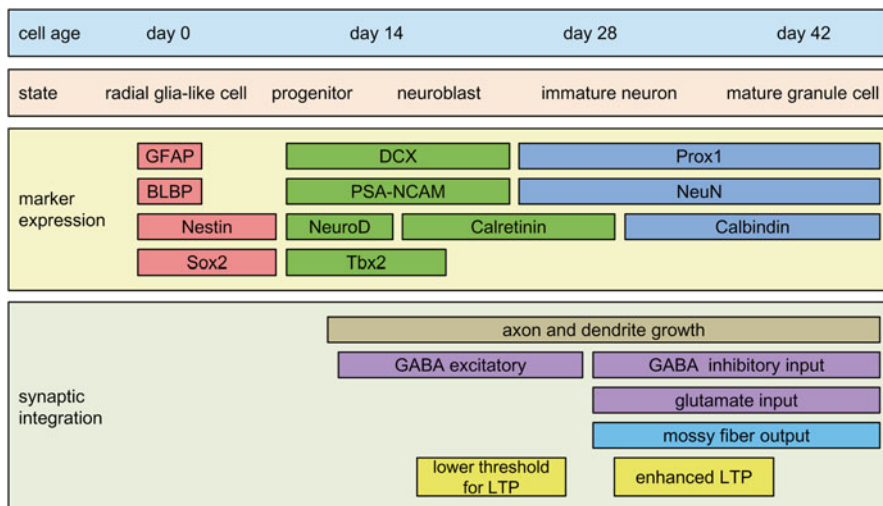 cell age day 0 day 14 day 28 day 42
state radial glia-like cell progenitor neuroblast immature neuron mature granule cell
marker
expression
GFAP DCX Prox1
BLBP PSA-NCAM NeuN
Nestin NeuroD Calretinin Calbindin
Sox2 Tbx2
synaptic
integration
axon and dendrite growth
GABA excitatory GABA inhibitory input
glutamate input
mossy fiber output
lower threshold
for LTP
enhanced LTP